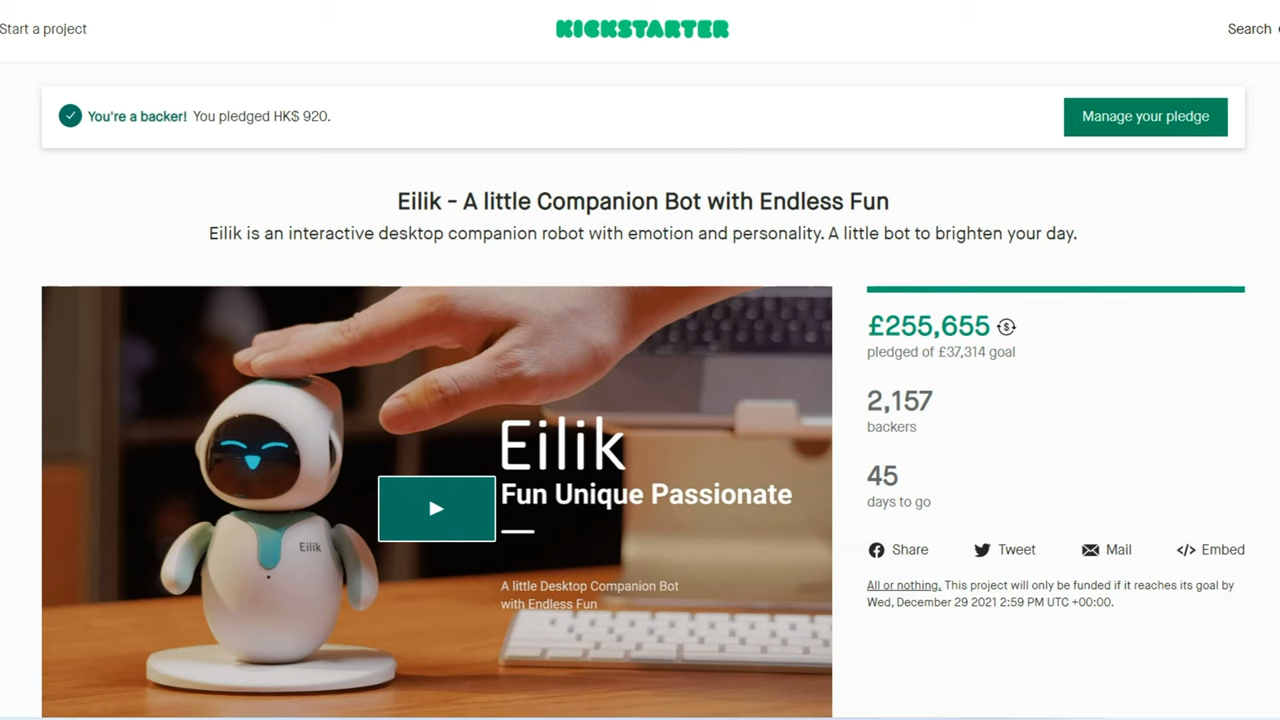 Start a project
KICKSTARTER
Search
You're a backer! You pledged HK$ 920.
Manage your pledge
Eilik - A little Companion Bot with Endless Fun
Eilik is an interactive desktop companion robot with emotion and personality. A little bot to brighten your day.
Eilik
Eilik
Fun Unique Passionate
A little Desktop Companion Bot
with Endless Fun
£255,655
pledged of £37,314 goal
2,157
backers
45
days to go
Share Tweet Mail </> Embed
All or nothing. This project will only be funded if it reaches its goal by
Wed, December 29 2021 2:59 PM UTC +00:00.